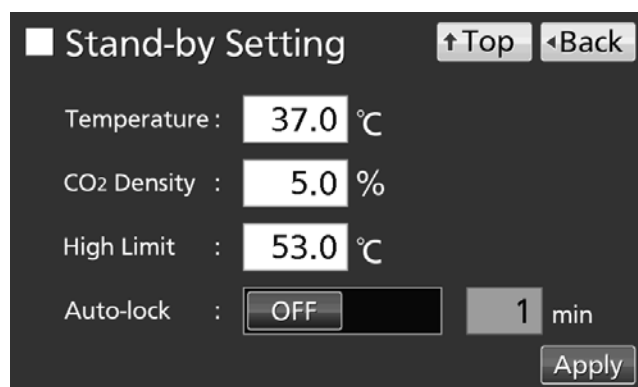 Stand-by Setting ↑Top ◂Back
Temperature : 37.0 ℃
CO2 Density : 5.0 %
High Limit : 53.0 ℃
Auto-lock : OFF 1 min
Apply